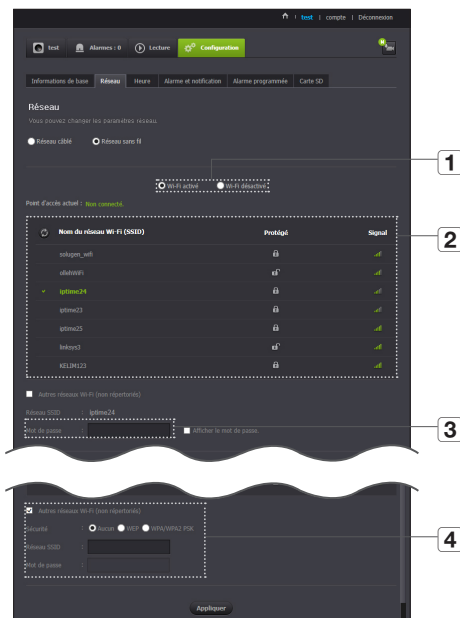 test | compte | Déconnexion
test Alarmes : 0 Lecture Configuration N
Informations de base Réseau Heure Alarme et notification Alarme programmée Carte SD
Réseau
Vous pouvez changer les paramètres réseau.
Réseau câblé Réseau sans fil
1
Wi-Fi activé Wi-Fi désactivé
Point d'accès actuel : Non connecté.
2
Nom du réseau Wi-Fi (SSID) Protégé Signal
solugen_wifi
ollehWiFi
iptime24
iptime23
iptime25
linksys3
KELIM123
Autres réseaux Wi-Fi (non répertoriés)
Réseau SSID : iptime24
Mot de passe : Afficher le mot de passe.
3
Autres réseaux Wi-Fi (non répertoriés)
Sécurité : Aucun WEP WPA/WPA2 PSK
4
Réseau SSID :
Mot de passe :
Appliquer